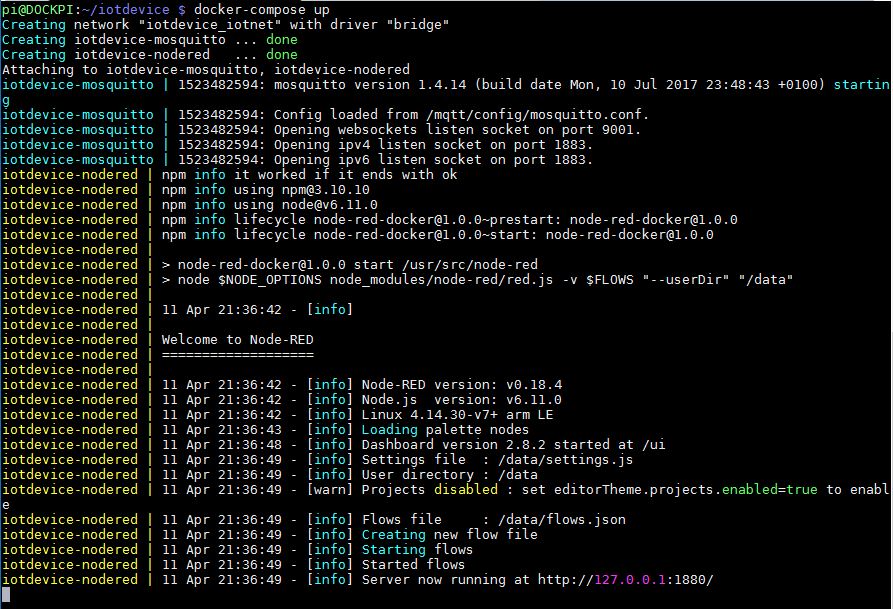 pi@DOCKPI:~/iotdevice $ docker-compose up
Creating network "iotdevice_iotnet" with driver "bridge"
Creating iotdevice-mosquitto ... done
Creating iotdevice-nodered   ... done
Attaching to iotdevice-mosquitto, iotdevice-nodered
iotdevice-mosquitto | 1523482594: mosquitto version 1.4.14 (build date Mon, 10 Jul 2017 23:48:43 +0100) startin
g
iotdevice-mosquitto | 1523482594: Config loaded from /mqtt/config/mosquitto.conf.
iotdevice-mosquitto | 1523482594: Opening websockets listen socket on port 9001.
iotdevice-mosquitto | 1523482594: Opening ipv4 listen socket on port 1883.
iotdevice-mosquitto | 1523482594: Opening ipv6 listen socket on port 1883.
iotdevice-nodered | npm info it worked if it ends with ok
iotdevice-nodered | npm info using npm@3.10.10
iotdevice-nodered | npm info using node@v6.11.0
iotdevice-nodered | npm info lifecycle node-red-docker@1.0.0~prestart: node-red-docker@1.0.0
iotdevice-nodered | npm info lifecycle node-red-docker@1.0.0~start: node-red-docker@1.0.0
iotdevice-nodered |
iotdevice-nodered | > node-red-docker@1.0.0 start /usr/src/node-red
iotdevice-nodered | > node $NODE_OPTIONS node_modules/node-red/red.js -v $FLOWS "--userDir" "/data"
iotdevice-nodered |
iotdevice-nodered | 11 Apr 21:36:42 - [info]
iotdevice-nodered |
iotdevice-nodered | Welcome to Node-RED
iotdevice-nodered | ===================
iotdevice-nodered |
iotdevice-nodered | 11 Apr 21:36:42 - [info] Node-RED version: v0.18.4
iotdevice-nodered | 11 Apr 21:36:42 - [info] Node.js  version: v6.11.0
iotdevice-nodered | 11 Apr 21:36:42 - [info] Linux 4.14.30-v7+ arm LE
iotdevice-nodered | 11 Apr 21:36:43 - [info] Loading palette nodes
iotdevice-nodered | 11 Apr 21:36:48 - [info] Dashboard version 2.8.2 started at /ui
iotdevice-nodered | 11 Apr 21:36:49 - [info] Settings file  : /data/settings.js
iotdevice-nodered | 11 Apr 21:36:49 - [info] User directory : /data
iotdevice-nodered | 11 Apr 21:36:49 - [warn] Projects disabled : set editorTheme.projects.enabled=true to enabl
e
iotdevice-nodered | 11 Apr 21:36:49 - [info] Flows file     : /data/flows.json
iotdevice-nodered | 11 Apr 21:36:49 - [info] Creating new flow file
iotdevice-nodered | 11 Apr 21:36:49 - [info] Starting flows
iotdevice-nodered | 11 Apr 21:36:49 - [info] Started flows
iotdevice-nodered | 11 Apr 21:36:49 - [info] Server now running at http://127.0.0.1:1880/